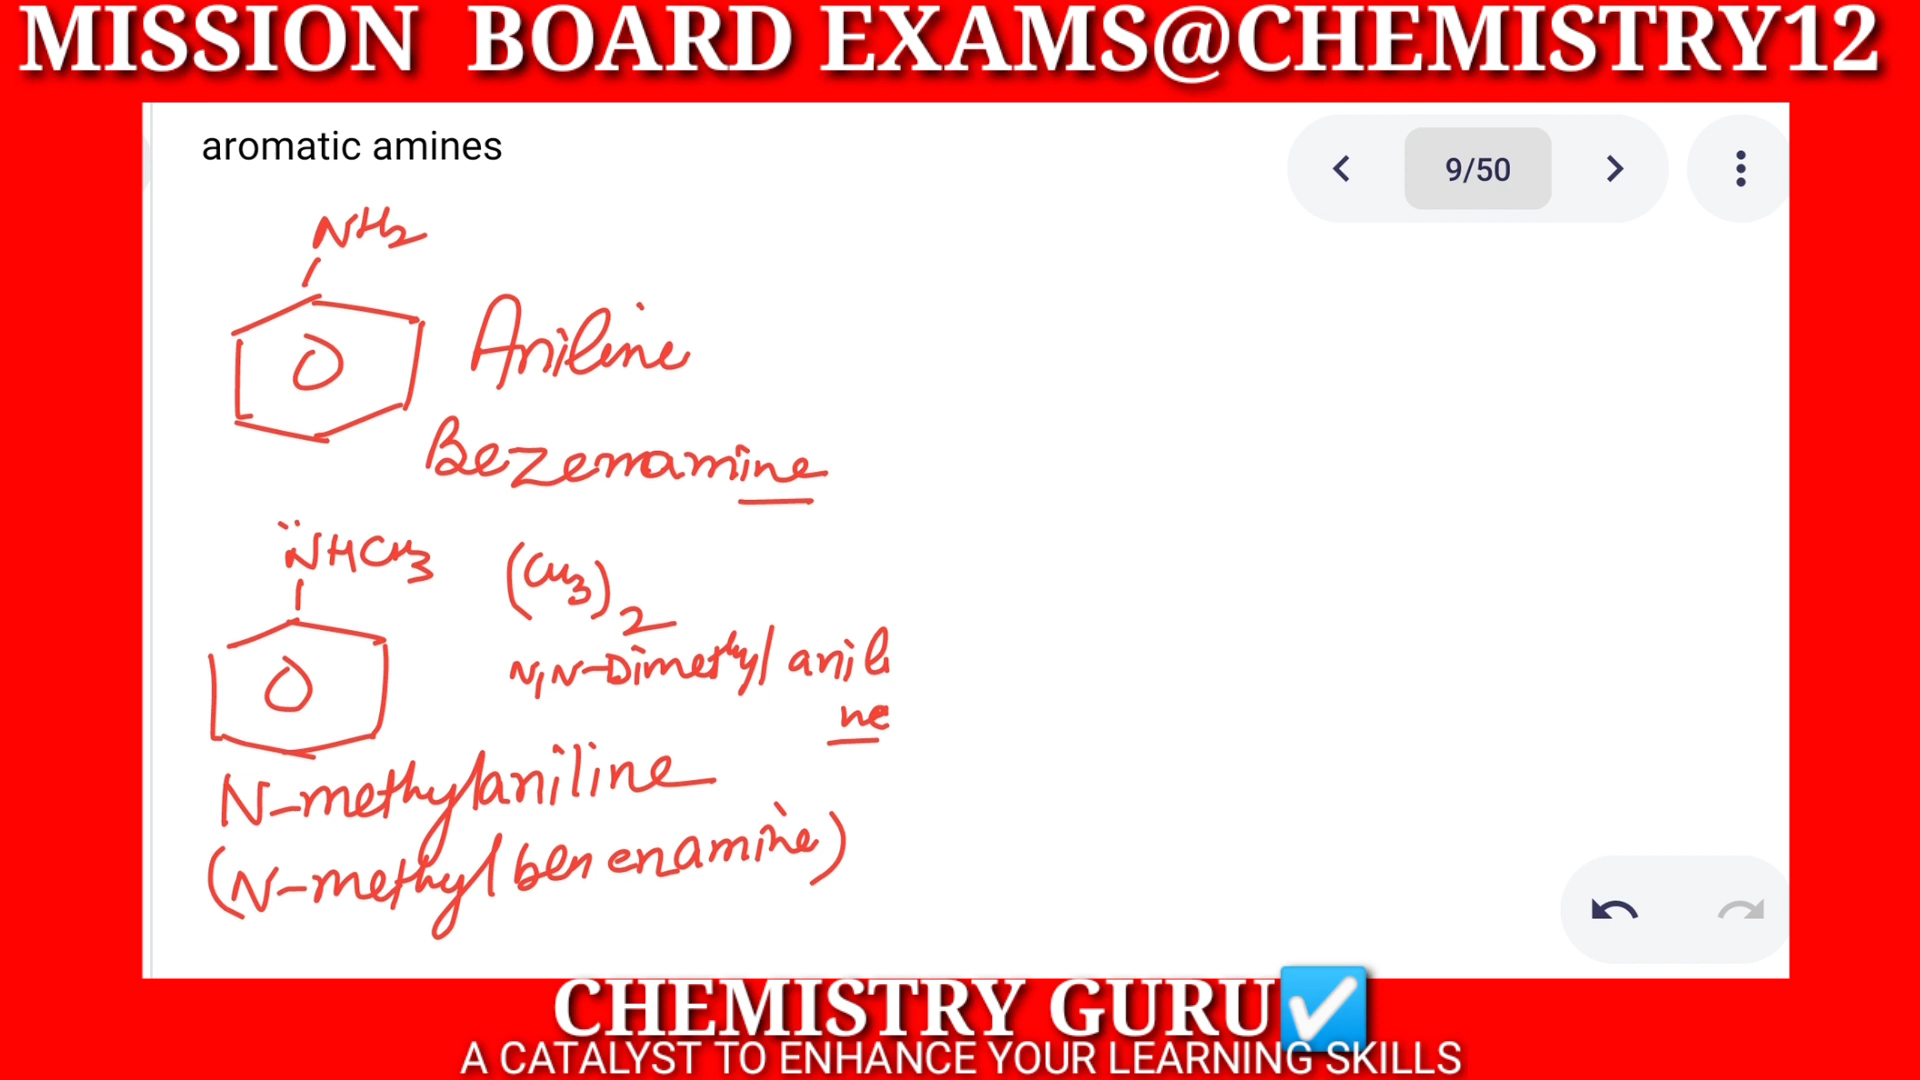 MISSION BOARD EXAMS@CHEMISTRY12
aromatic amines
9/50
NH2
Aniline
Bezenamine
NHCH3
(CH3)2
N,N-Dimethyl anili
ne
N-methylaniline
(N-methyl benenamine)
CHEMISTRY GURU✅
A CATALYST TO ENHANCE YOUR LEARNING SKILLS